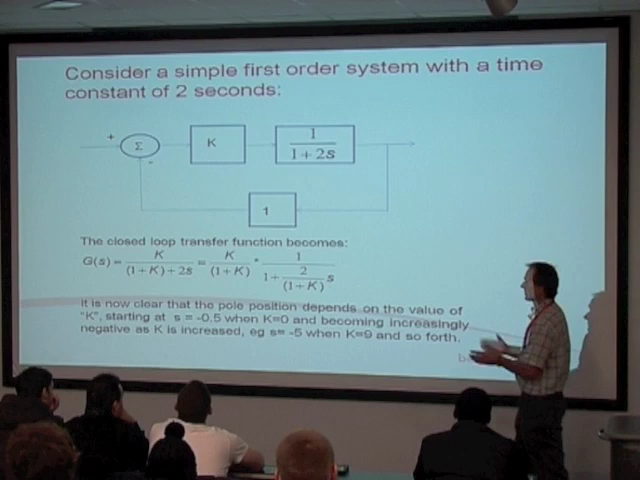 Consider a simple first order system with a time
constant of 2 seconds:
+
Σ
-
K
1
1+2s
1
The closed loop transfer function becomes:
G(s)= K/((1+K)+2s) = K/(1+K) * 1/(1+ 2/(1+K) s)
It is now clear that the pole position depends on the value of
"K", starting at s = -0.5 when K=0 and becoming increasingly
negative as K is increased, eg s= -5 when K=9 and so forth.